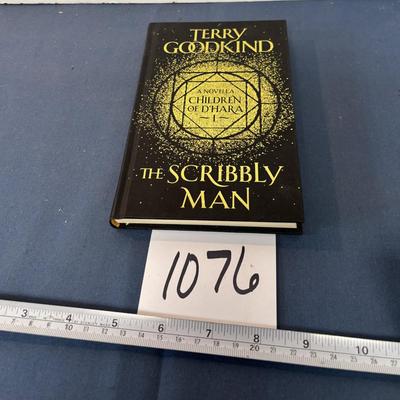 TERRY
GOODKIND
A NOVELLA
CHILDREN
OF D'HARA
~ I ~
THE SCRIBBLY
MAN
1076
3 4 5 6 7 8 9 10